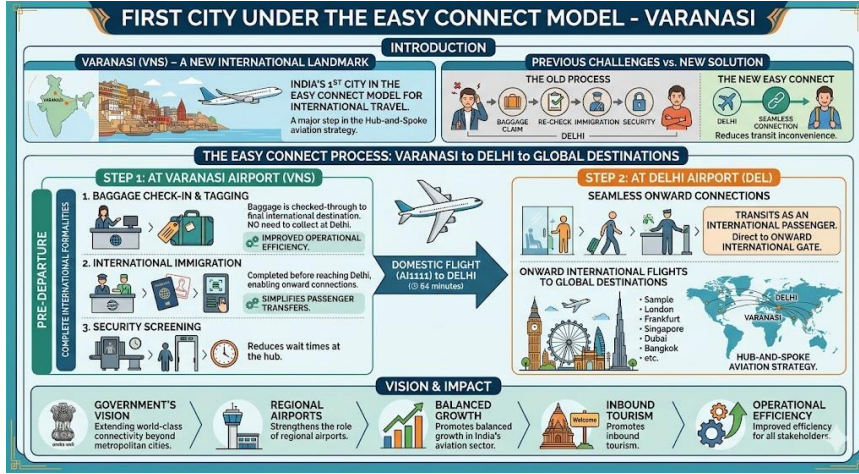 FIRST CITY UNDER THE EASY CONNECT MODEL - VARANASI
INTRODUCTION
VARANASI (VNS) – A NEW INTERNATIONAL LANDMARK
VARANASI
INDIA'S 1ST CITY IN THE
EASY CONNECT MODEL FOR
INTERNATIONAL TRAVEL.
A major step in the Hub-and-Spoke
aviation strategy.
PREVIOUS CHALLENGES vs. NEW SOLUTION
THE OLD PROCESS
BAGGAGE
CLAIM
RE-CHECK
IMMIGRATION
SECURITY
DELHI
THE NEW EASY CONNECT
DELHI
SEAMLESS
CONNECTION
Reduces transit inconvenience.
THE EASY CONNECT PROCESS: VARANASI to DELHI to GLOBAL DESTINATIONS
PRE-DEPARTURE
COMPLETE INTERNATIONAL FORMALITIES
STEP 1: AT VARANASI AIRPORT (VNS)
1. BAGGAGE CHECK-IN & TAGGING
Baggage is checked-through to
final international destination.
NO need to collect at Delhi.
IMPROVED OPERATIONAL
EFFICIENCY.
2. INTERNATIONAL IMMIGRATION
Completed before reaching Delhi,
enabling onward connections.
SIMPLIFIES PASSENGER
TRANSFERS.
3. SECURITY SCREENING
Reduces wait times at
the hub.
DOMESTIC FLIGHT
(AI1111) to DELHI
STEP 2: AT DELHI AIRPORT (DEL)
SEAMLESS ONWARD CONNECTIONS
TRANSITS AS AN
INTERNATIONAL PASSENGER.
Direct to ONWARD
INTERNATIONAL GATE.
ONWARD INTERNATIONAL FLIGHTS
TO GLOBAL DESTINATIONS
• Sample
• London
• Frankfurt
• Singapore
• Dubai
• Bangkok
• etc.
DELHI
VARANASI
HUB-AND-SPOKE
AVIATION STRATEGY.
VISION & IMPACT
GOVERNMENT'S
VISION
Extending world-class
connectivity beyond
metropolitan cities.
REGIONAL
AIRPORTS
Strengthens the role
of regional airports.
BALANCED
GROWTH
Promotes balanced
growth in India's
aviation sector.
Welcome
INBOUND
TOURISM
Promotes
inbound
tourism.
OPERATIONAL
EFFICIENCY
Improved efficiency
for all stakeholders.